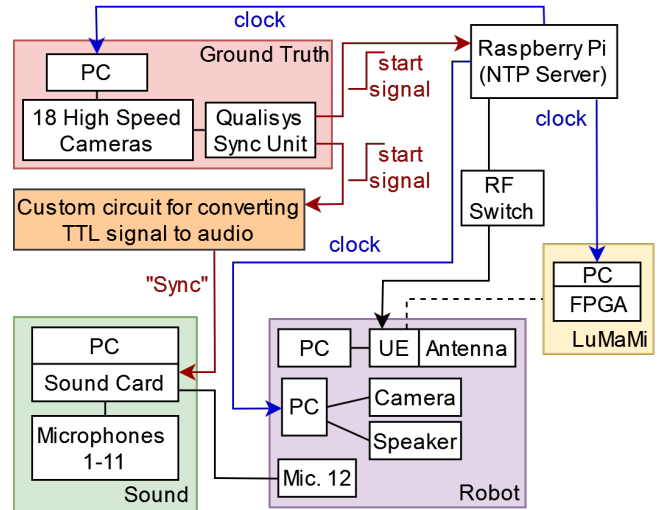 clock
Ground Truth
PC
18 High Speed
Cameras
Qualisys
Sync Unit
start
signal
Raspberry Pi
(NTP Server)
clock
start
signal
RF
Switch
Custom circuit for converting
TTL signal to audio
clock
"Sync"
PC
FPGA
LuMaMi
PC
Sound Card
Microphones
1-11
Sound
PC
UE
Antenna
PC
Camera
Speaker
Mic. 12
Robot